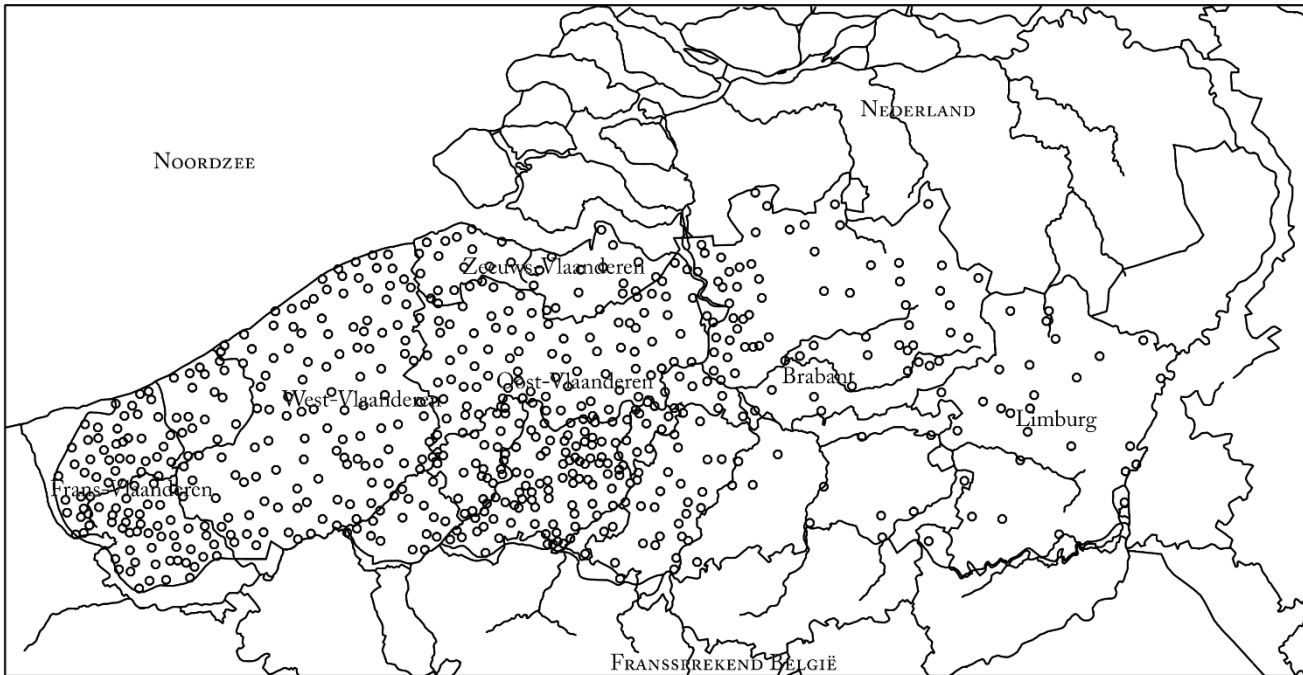 NEDERLAND
NOORDZEE
Zeeuws-Vlaanderen
Oost-Vlaanderen
Brabant
West-Vlaanderen
Limburg
Frans-Vlaanderen
FRANSSPREKEND BELGIË